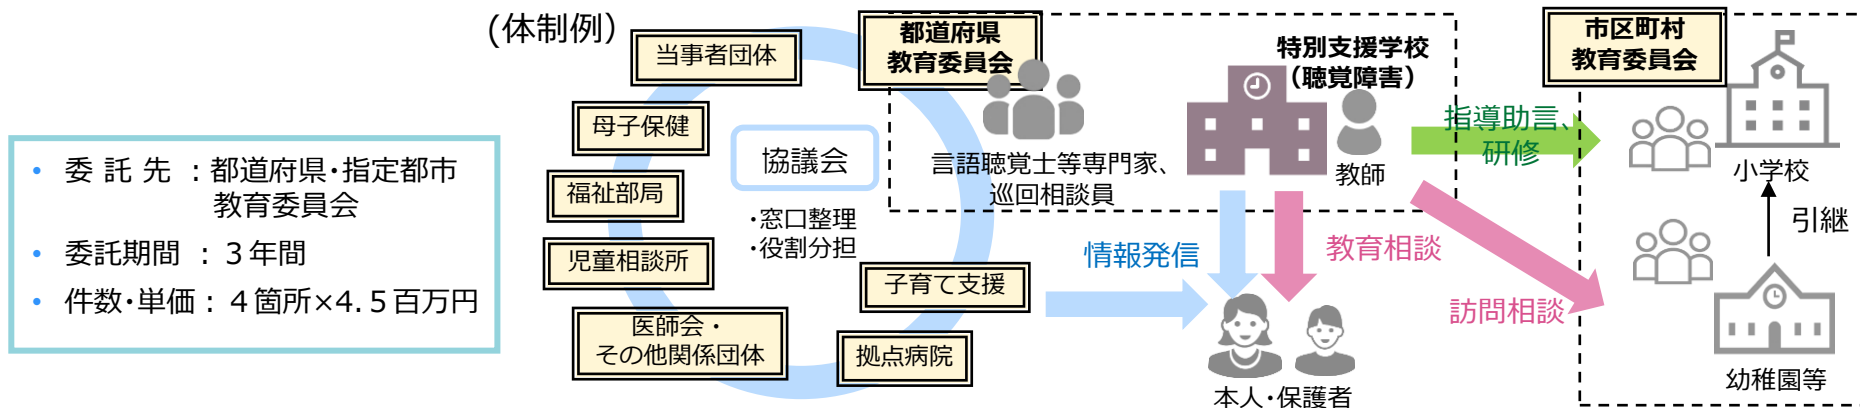 (体制例)
・ 委 託 先 ：都道府県・指定都市
教育委員会
・ 委託期間 ：３年間
・ 件数・単価：４箇所×4.５百万円
当事者団体
母子保健
福祉部局
児童相談所
医師会・
その他関係団体
拠点病院
子育て支援
協議会
・窓口整理
・役割分担
都道府県
教育委員会
言語聴覚士等専門家、
巡回相談員
特別支援学校
（聴覚障害）
教師
情報発信
教育相談
本人・保護者
指導助言、
研修
訪問相談
市区町村
教育委員会
小学校
引継
幼稚園等